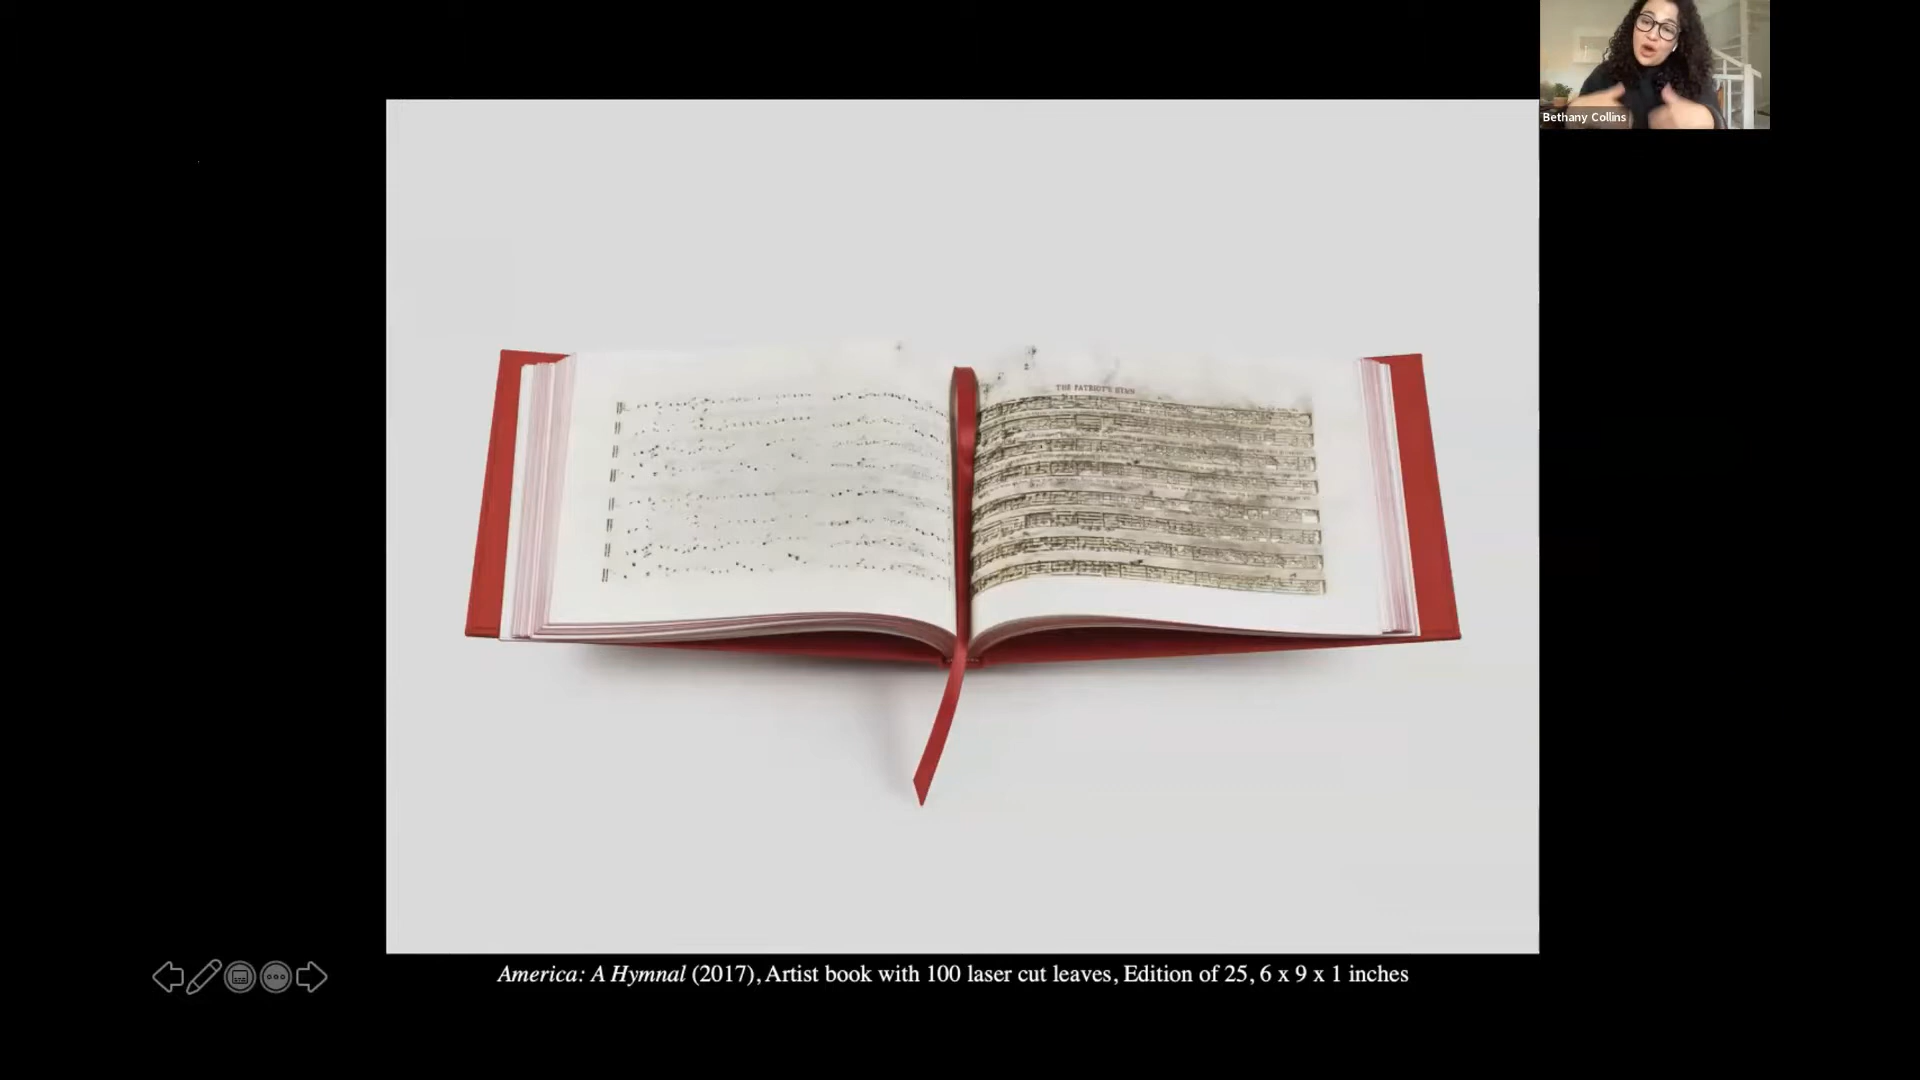 Bethany Collins
THE PATRIOT'S HYMN
America: A Hymnal (2017), Artist book with 100 laser cut leaves, Edition of 25, 6 x 9 x 1 inches